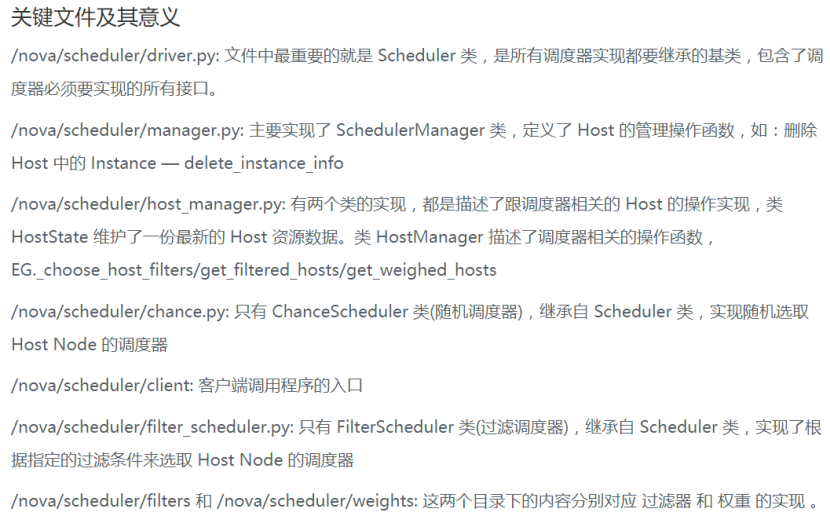 关键文件及其意义
/nova/scheduler/driver.py: 文件中最重要的就是 Scheduler 类，是所有调度器实现都要继承的基类，包含了调
度器必须要实现的所有接口。
/nova/scheduler/manager.py: 主要实现了 SchedulerManager 类，定义了 Host 的管理操作函数，如：删除
Host 中的 Instance — delete_instance_info
/nova/scheduler/host_manager.py: 有两个类的实现，都是描述了跟调度器相关的 Host 的操作实现，类
HostState 维护了一份最新的 Host 资源数据。类 HostManager 描述了调度器相关的操作函数，
EG._choose_host_filters/get_filtered_hosts/get_weighed_hosts
/nova/scheduler/chance.py: 只有 ChanceScheduler 类(随机调度器)，继承自 Scheduler 类，实现随机选取
Host Node 的调度器
/nova/scheduler/client: 客户端调用程序的入口
/nova/scheduler/filter_scheduler.py: 只有 FilterScheduler 类(过滤调度器)，继承自 Scheduler 类，实现了根
据指定的过滤条件来选取 Host Node 的调度器
/nova/scheduler/filters 和 /nova/scheduler/weights: 这两个目录下的内容分别对应 过滤器 和 权重 的实现 。